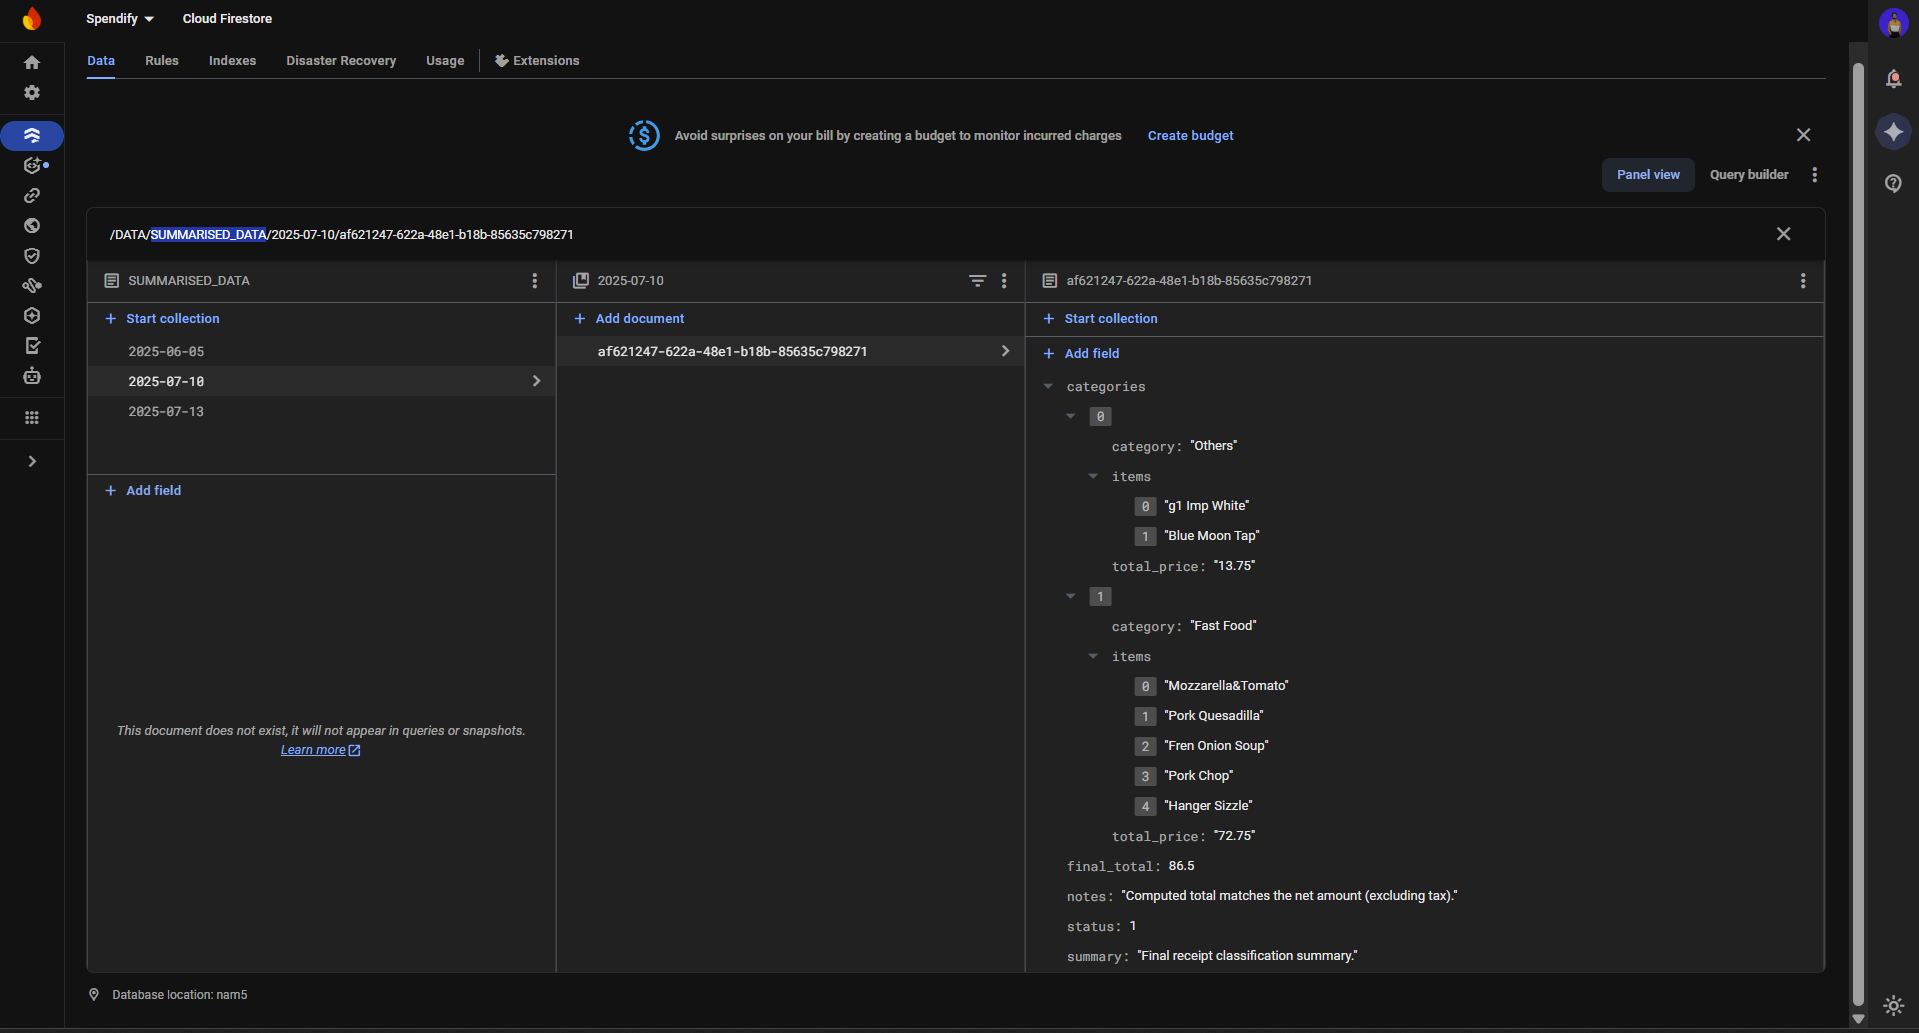 Spendify
Cloud Firestore
Data
Rules
Indexes
Disaster Recovery
Usage
Extensions
Avoid surprises on your bill by creating a budget to monitor incurred charges
Create budget
Panel view
Query builder
/DATA/SUMMARISED_DATA/2025-07-10/af621247-622a-48e1-b18b-85635c798271
SUMMARISED_DATA
Start collection
2025-06-05
2025-07-10
2025-07-13
Add field
This document does not exist, it will not appear in queries or snapshots.
Learn more
2025-07-10
Add document
af621247-622a-48e1-b18b-85635c798271
af621247-622a-48e1-b18b-85635c798271
Start collection
Add field
categories
0
category: "Others"
items
0 "g1 Imp White"
1 "Blue Moon Tap"
total_price: "13.75"
1
category: "Fast Food"
items
0 "Mozzarella&Tomato"
1 "Pork Quesadilla"
2 "Fren Onion Soup"
3 "Pork Chop"
4 "Hanger Sizzle"
total_price: "72.75"
final_total: 86.5
notes: "Computed total matches the net amount (excluding tax)."
status: 1
summary: "Final receipt classification summary."
Database location: nam5